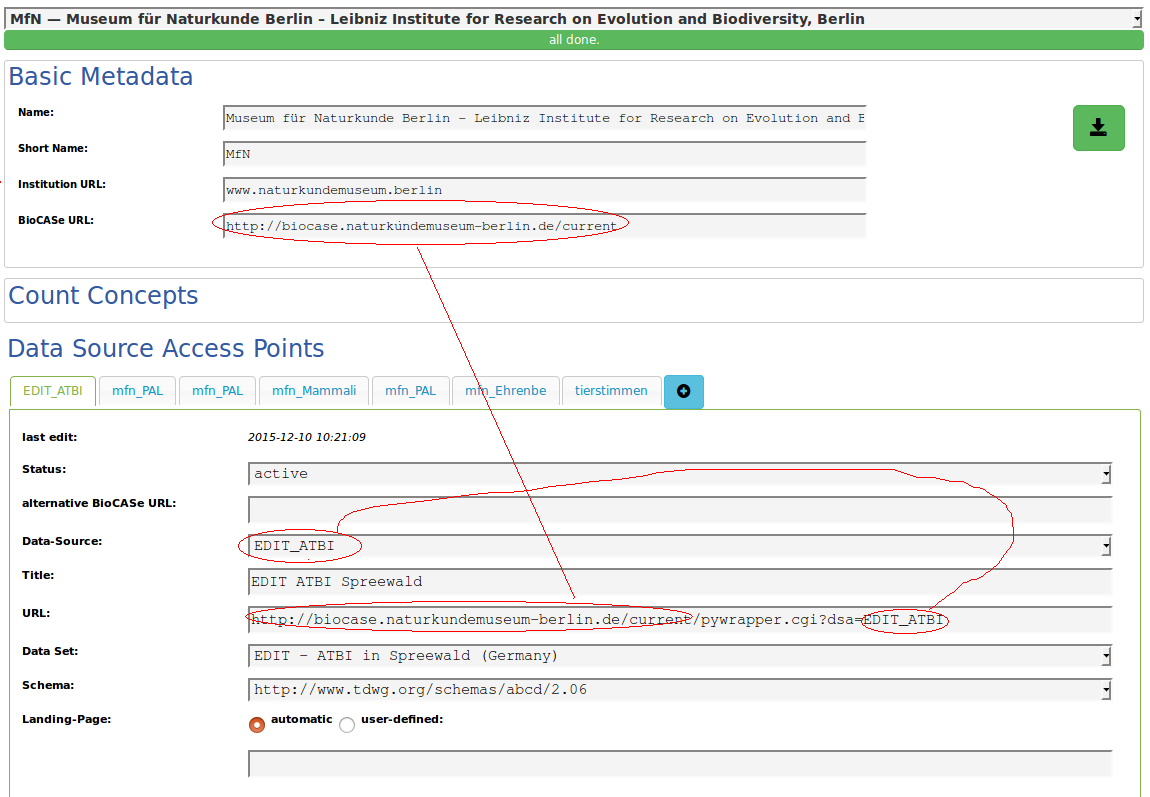 MfN — Museum für Naturkunde Berlin – Leibniz Institute for Research on Evolution and Biodiversity, Berlin
all done.
Basic Metadata
Name: Museum für Naturkunde Berlin – Leibniz Institute for Research on Evolution and B
Short Name: MfN
Institution URL: www.naturkundemuseum.berlin
BioCASe URL: http://biocase.naturkundemuseum-berlin.de/current
Count Concepts
Data Source Access Points
EDIT_ATBI mfn_PAL mfn_PAL mfn_Mammali mfn_PAL mfn_Ehrenbe tierstimmen
last edit: 2015-12-10 10:21:09
Status: active
alternative BioCASe URL:
Data-Source: EDIT_ATBI
Title: EDIT ATBI Spreewald
URL: http://biocase.naturkundemuseum-berlin.de/current/pywrapper.cgi?dsa=EDIT_ATBI
Data Set: EDIT – ATBI in Spreewald (Germany)
Schema: http://www.tdwg.org/schemas/abcd/2.06
Landing-Page: automatic user-defined: